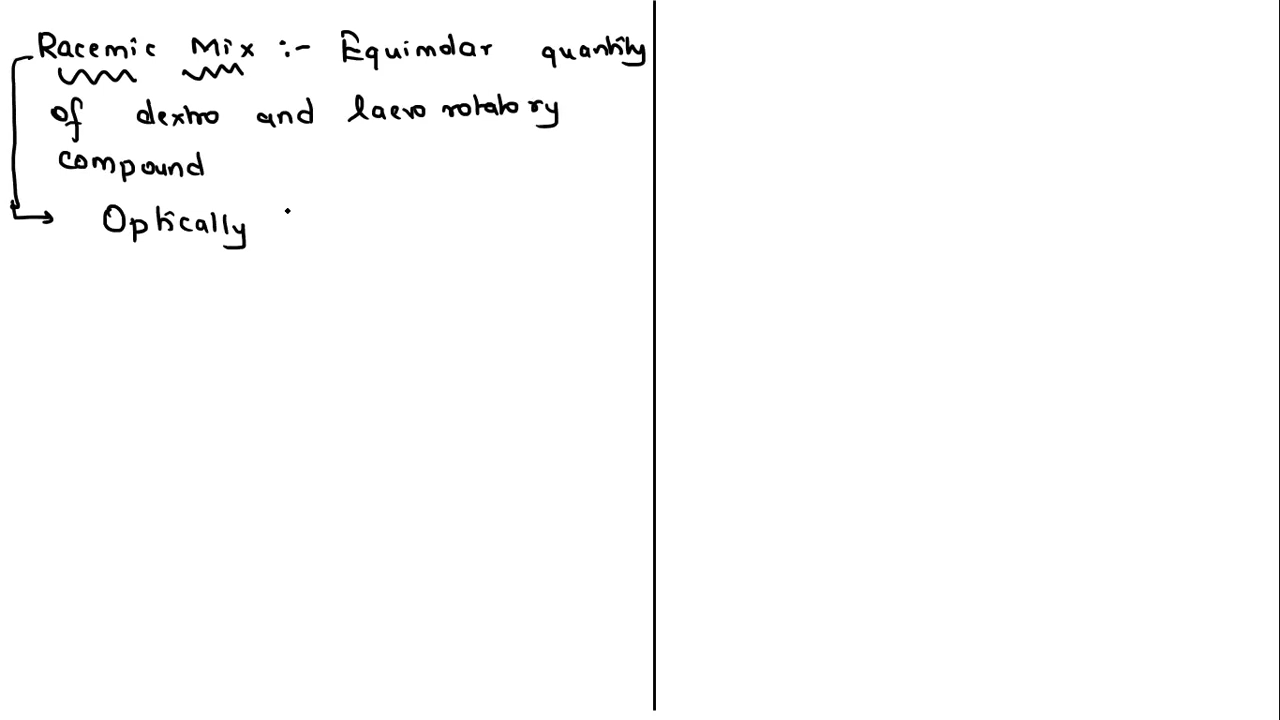 Racemic Mix :- Equimolar quantity
of dextro and laevo rotatory
compound
→ Optically